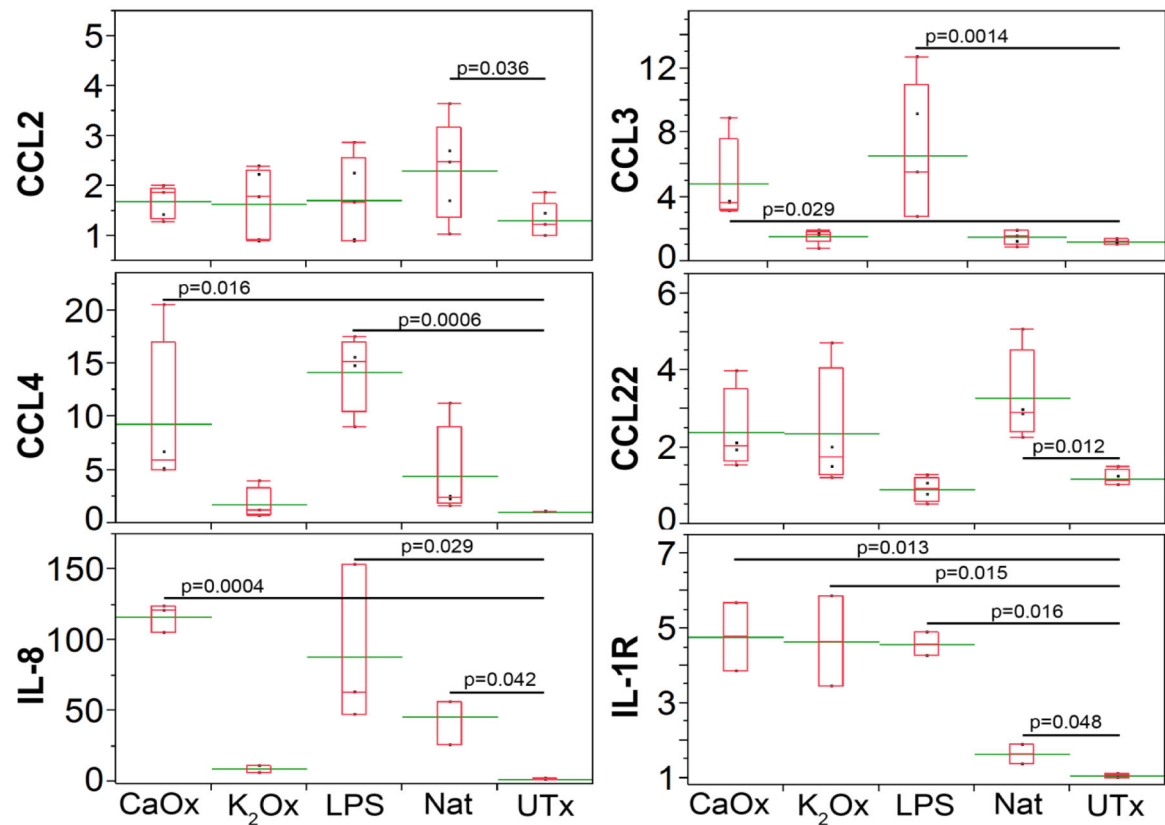 CCL2
5
4
3
2
1
p=0.036
CCL3
12
8
4
0
p=0.0014
p=0.029
CCL4
20
15
10
5
0
p=0.016
p=0.0006
CCL22
6
4
2
0
p=0.012
IL-8
150
100
50
0
p=0.029
p=0.0004
p=0.042
CaOx K₂Ox LPS Nat UTx
IL-1R
7
5
3
1
p=0.013
p=0.015
p=0.016
p=0.048
CaOx K₂Ox LPS Nat UTx